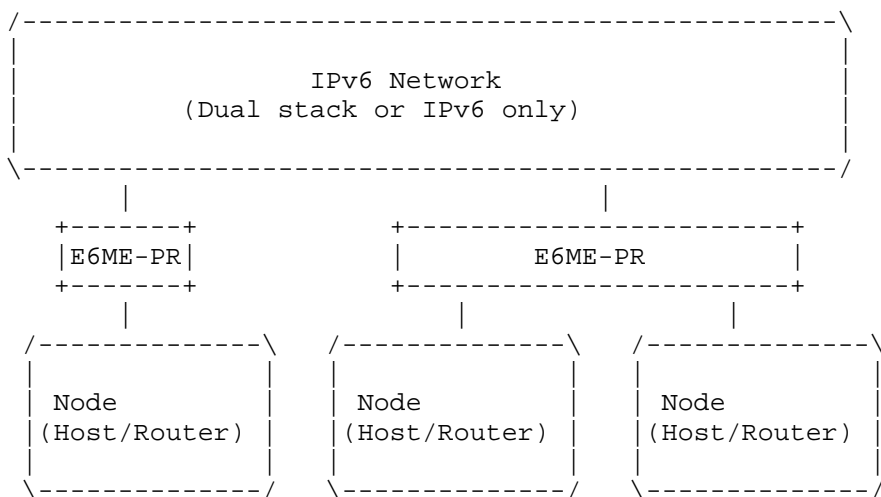 IPv6 Network
(Dual stack or IPv6 only)
E6ME-PR E6ME-PR
Node Node Node
(Host/Router) (Host/Router) (Host/Router)